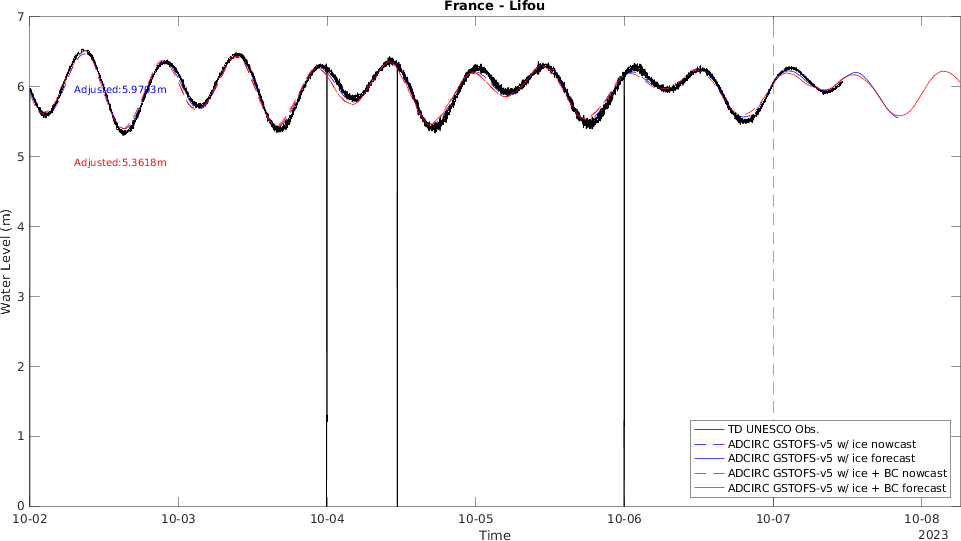 France - Lifou
7
6
5
4
3
2
1
0
Water Level (m)
Adjusted:5.9793m
Adjusted:5.3618m
TD UNESCO Obs.
ADCIRC GSTOFS-v5 w/ ice nowcast
ADCIRC GSTOFS-v5 w/ ice forecast
ADCIRC GSTOFS-v5 w/ ice + BC nowcast
ADCIRC GSTOFS-v5 w/ ice + BC forecast
10-02 10-03 10-04 10-05 10-06 10-07 10-08
Time
2023